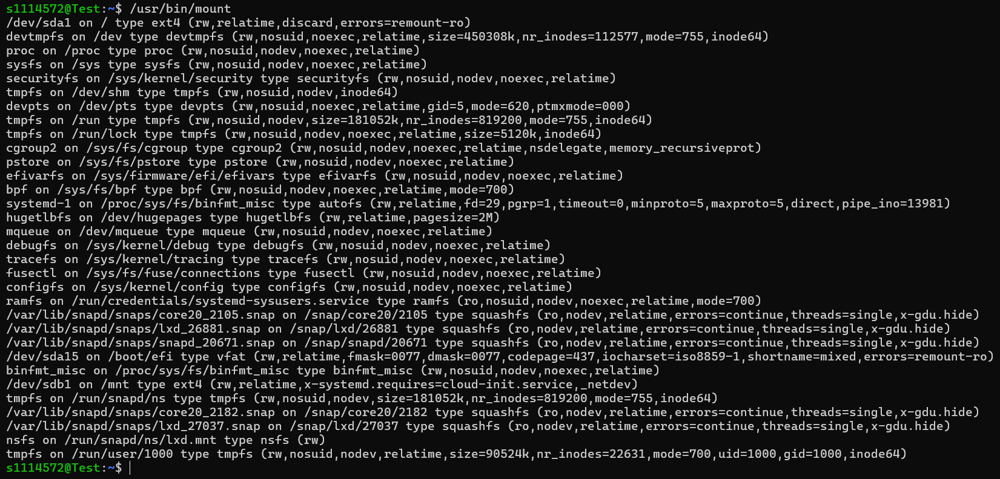 s1114572@Test:~$ /usr/bin/mount
/dev/sda1 on / type ext4 (rw,relatime,discard,errors=remount-ro)
devtmpfs on /dev type devtmpfs (rw,nosuid,noexec,relatime,size=450308k,nr_inodes=112577,mode=755,inode64)
proc on /proc type proc (rw,nosuid,nodev,noexec,relatime)
sysfs on /sys type sysfs (rw,nosuid,nodev,noexec,relatime)
securityfs on /sys/kernel/security type securityfs (rw,nosuid,nodev,noexec,relatime)
tmpfs on /dev/shm type tmpfs (rw,nosuid,nodev,inode64)
devpts on /dev/pts type devpts (rw,nosuid,noexec,relatime,gid=5,mode=620,ptmxmode=000)
tmpfs on /run type tmpfs (rw,nosuid,nodev,size=181052k,nr_inodes=819200,mode=755,inode64)
tmpfs on /run/lock type tmpfs (rw,nosuid,nodev,noexec,relatime,size=5120k,inode64)
cgroup2 on /sys/fs/cgroup type cgroup2 (rw,nosuid,nodev,noexec,relatime,nsdelegate,memory_recursiveprot)
pstore on /sys/fs/pstore type pstore (rw,nosuid,nodev,noexec,relatime)
efivarfs on /sys/firmware/efi/efivars type efivarfs (rw,nosuid,nodev,noexec,relatime)
bpf on /sys/fs/bpf type bpf (rw,nosuid,nodev,noexec,relatime,mode=700)
systemd-1 on /proc/sys/fs/binfmt_misc type autofs (rw,relatime,fd=29,pgrp=1,timeout=0,minproto=5,maxproto=5,direct,pipe_ino=13981)
hugetlbfs on /dev/hugepages type hugetlbfs (rw,relatime,pagesize=2M)
mqueue on /dev/mqueue type mqueue (rw,nosuid,nodev,noexec,relatime)
debugfs on /sys/kernel/debug type debugfs (rw,nosuid,nodev,noexec,relatime)
tracefs on /sys/kernel/tracing type tracefs (rw,nosuid,nodev,noexec,relatime)
fusectl on /sys/fs/fuse/connections type fusectl (rw,nosuid,nodev,noexec,relatime)
configfs on /sys/kernel/config type configfs (rw,nosuid,nodev,noexec,relatime)
ramfs on /run/credentials/systemd-sysusers.service type ramfs (ro,nosuid,nodev,noexec,relatime,mode=700)
/var/lib/snapd/snaps/core20_2105.snap on /snap/core20/2105 type squashfs (ro,nodev,relatime,errors=continue,threads=single,x-gdu.hide)
/var/lib/snapd/snaps/lxd_26881.snap on /snap/lxd/26881 type squashfs (ro,nodev,relatime,errors=continue,threads=single,x-gdu.hide)
/var/lib/snapd/snaps/snapd_20671.snap on /snap/snapd/20671 type squashfs (ro,nodev,relatime,errors=continue,threads=single,x-gdu.hide)
/dev/sda15 on /boot/efi type vfat (rw,relatime,fmask=0077,dmask=0077,codepage=437,iocharset=iso8859-1,shortname=mixed,errors=remount-ro)
binfmt_misc on /proc/sys/fs/binfmt_misc type binfmt_misc (rw,nosuid,nodev,noexec,relatime)
/dev/sdb1 on /mnt type ext4 (rw,relatime,x-systemd.requires=cloud-init.service,_netdev)
tmpfs on /run/snapd/ns type tmpfs (rw,nosuid,nodev,size=181052k,nr_inodes=819200,mode=755,inode64)
/var/lib/snapd/snaps/core20_2182.snap on /snap/core20/2182 type squashfs (ro,nodev,relatime,errors=continue,threads=single,x-gdu.hide)
/var/lib/snapd/snaps/lxd_27037.snap on /snap/lxd/27037 type squashfs (ro,nodev,relatime,errors=continue,threads=single,x-gdu.hide)
nsfs on /run/snapd/ns/lxd.mnt type nsfs (rw)
tmpfs on /run/user/1000 type tmpfs (rw,nosuid,nodev,relatime,size=90524k,nr_inodes=22631,mode=700,uid=1000,gid=1000,inode64)
s1114572@Test:~$